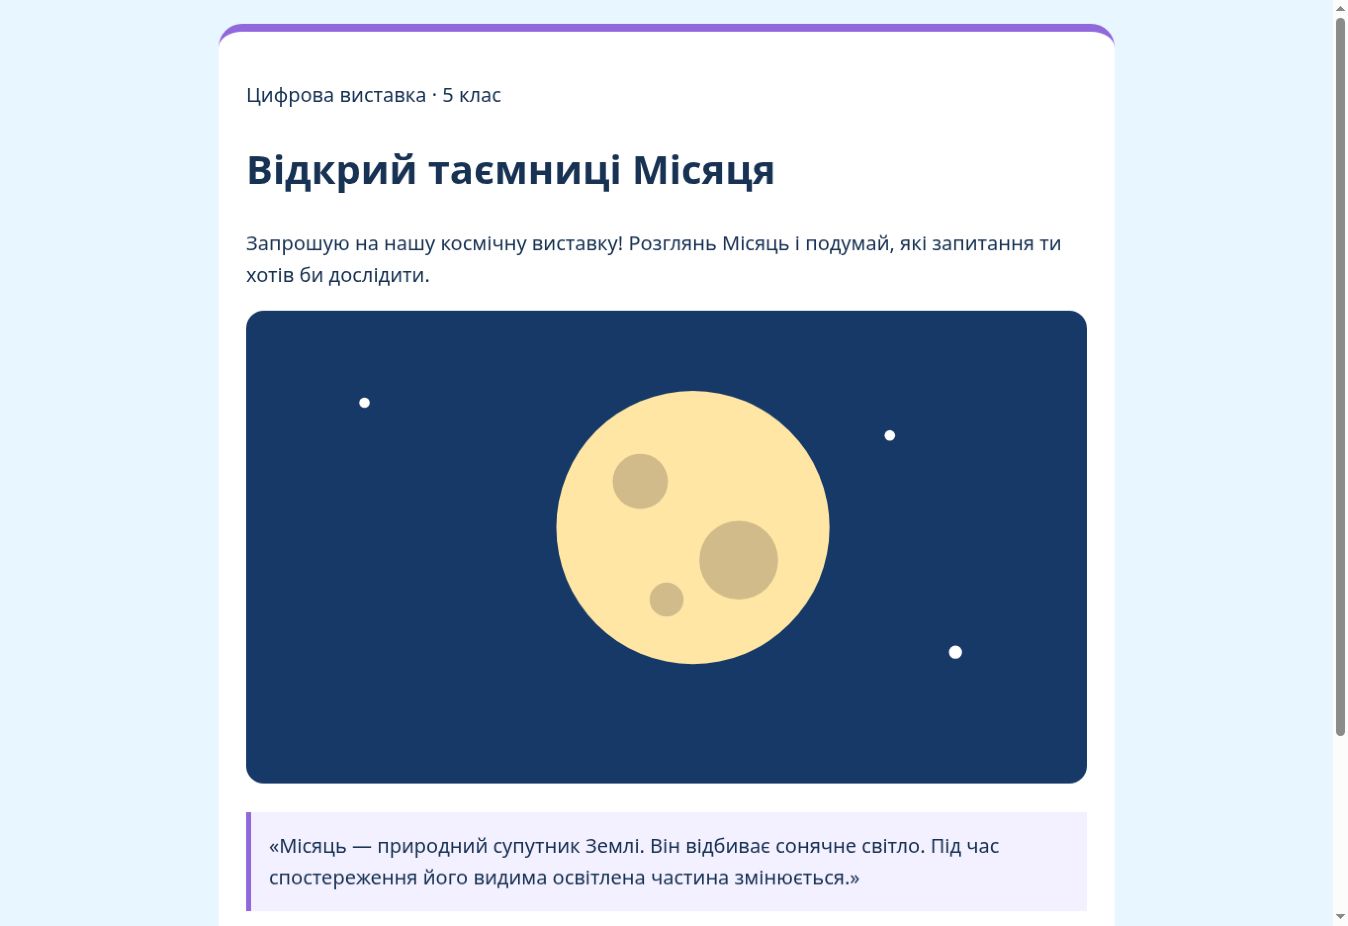 Цифрова виставка · 5 клас
Відкрий таємниці Місяця
Запрошую на нашу космічну виставку! Розглянь Місяць і подумай, які запитання ти
хотів би дослідити.
«Місяць — природний супутник Землі. Він відбиває сонячне світло. Під час
спостереження його видима освітлена частина змінюється.»